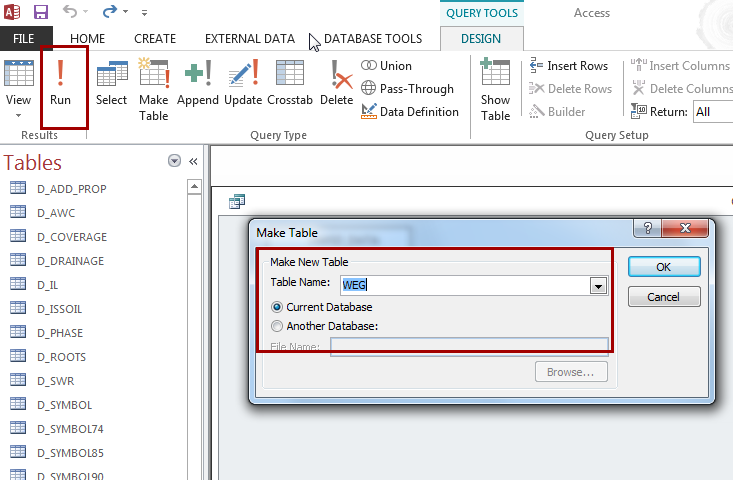 QUERY TOOLS
Access
FILE HOME CREATE EXTERNAL DATA DATABASE TOOLS DESIGN
View
Run
Select
Make Table
Append
Update
Crosstab
Delete
Union
Pass-Through
Data Definition
Show Table
Insert Rows
Delete Rows
Builder
Insert Columns
Delete Columns
Return: All
Results
Query Type
Query Setup
Tables
D_ADD_PROP
D_AWC
D_COVERAGE
D_DRAINAGE
D_IL
D_ISSOIL
D_PHASE
D_ROOTS
D_SWR
D_SYMBOL
D_SYMBOL74
D_SYMBOL85
D_SYMBOL90
Make Table
Make New Table
Table Name: WEG
Current Database
Another Database:
File Name:
Browse...
OK
Cancel